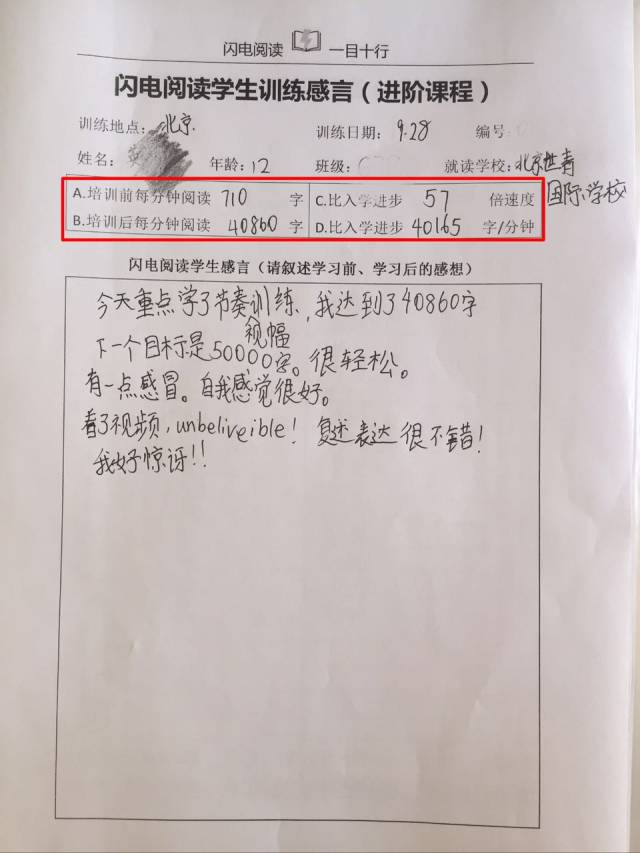 闪电阅读 一目十行
闪电阅读学生训练感言（进阶课程）
训练地点：北京. 训练日期：9.28 编号
姓名： 年龄：12 班级： 就读学校：北京世青
国际学校
A.培训前每分钟阅读 710 字 C.比入学进步 57 倍速度
B.培训后每分钟阅读 40860 字 D.比入学进步 40165 字/分钟
闪电阅读学生感言（请叙述学习前、学习后的感想）
今天重点学了节奏训练，我达到了40860字
视幅
下一个目标是50000字。很轻松。
有一点感冒。自我感觉很好。
看了视频，unbeliveible！复述表达很不错！
我好惊讶!!